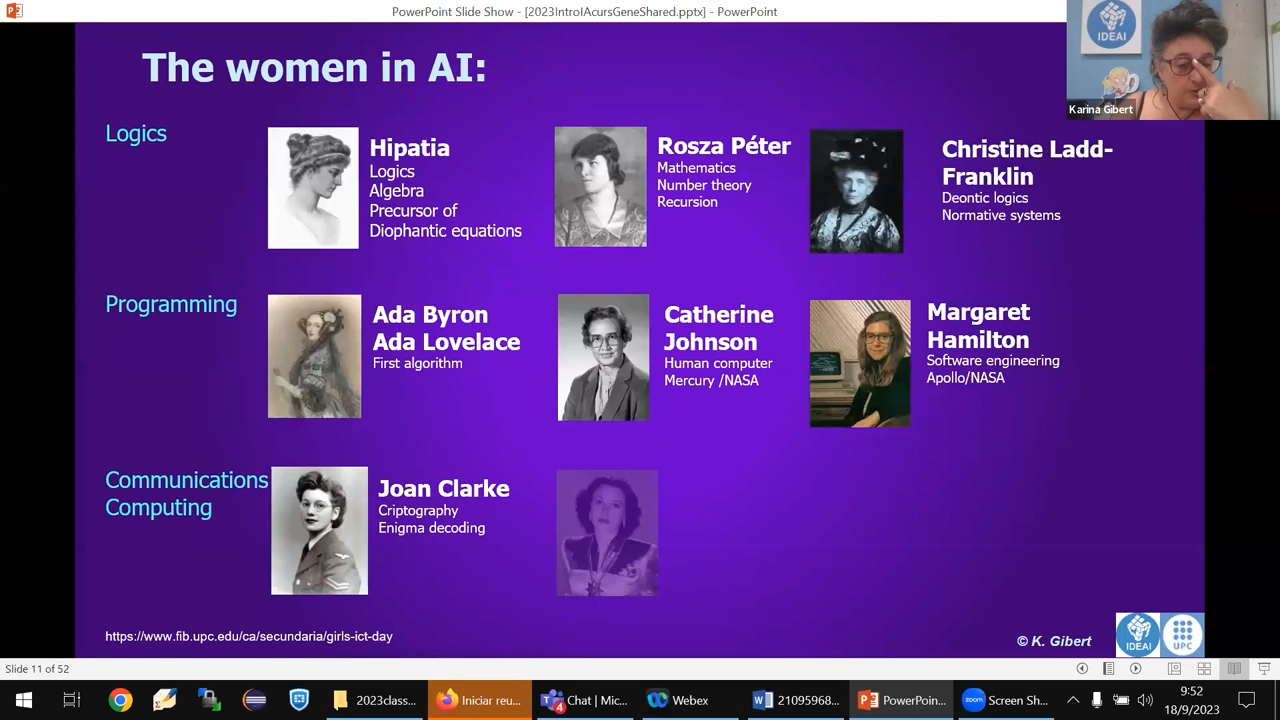 PowerPoint Slide Show - [2023IntroIAcursGeneShared.pptx] - PowerPoint
IDEAI
Karina Gibert
The women in AI:
Logics
Hipatia
Logics
Algebra
Precursor of
Diophantic equations
Rosza Péter
Mathematics
Number theory
Recursion
Christine Ladd-
Franklin
Deontic logics
Normative systems
Programming
Ada Byron
Ada Lovelace
First algorithm
Catherine
Johnson
Human computer
Mercury /NASA
Margaret
Hamilton
Software engineering
Apollo/NASA
Communications
Computing
Joan Clarke
Criptography
Enigma decoding
https://www.fib.upc.edu/ca/secundaria/girls-ict-day
© K. Gibert
IDEAI
UPC
Slide 11 of 52
2023class...
Iniciar reu...
4
Chat | Mic...
Webex
21095968...
PowerPoin...
zoom
Screen Sh...
9:52
18/9/2023